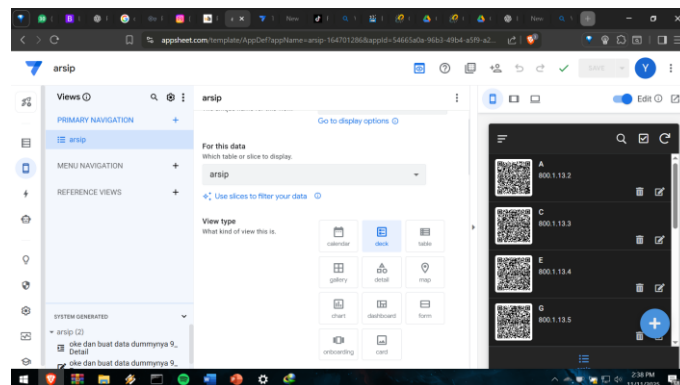 New
New
appsheet.com/template/AppDef?appName=arsip-164701286&appId=54665a0a-96b3-49b4-a5f9-a2...
arsip
SAVE
Y
Views
PRIMARY NAVIGATION
arsip
MENU NAVIGATION
REFERENCE VIEWS
SYSTEM GENERATED
arsip (2)
oke dan buat data dummynya 9_
Detail
oke dan buat data dummynya 9_
arsip
Go to display options
For this data
Which table or slice to display.
arsip
Use slices to filter your data
View type
What kind of view this is.
calendar
deck
table
gallery
detail
map
chart
dashboard
form
onboarding
card
Edit
A
800.1.13.2
C
800.1.13.3
E
800.1.13.4
G
800.1.13.5
2:38 PM